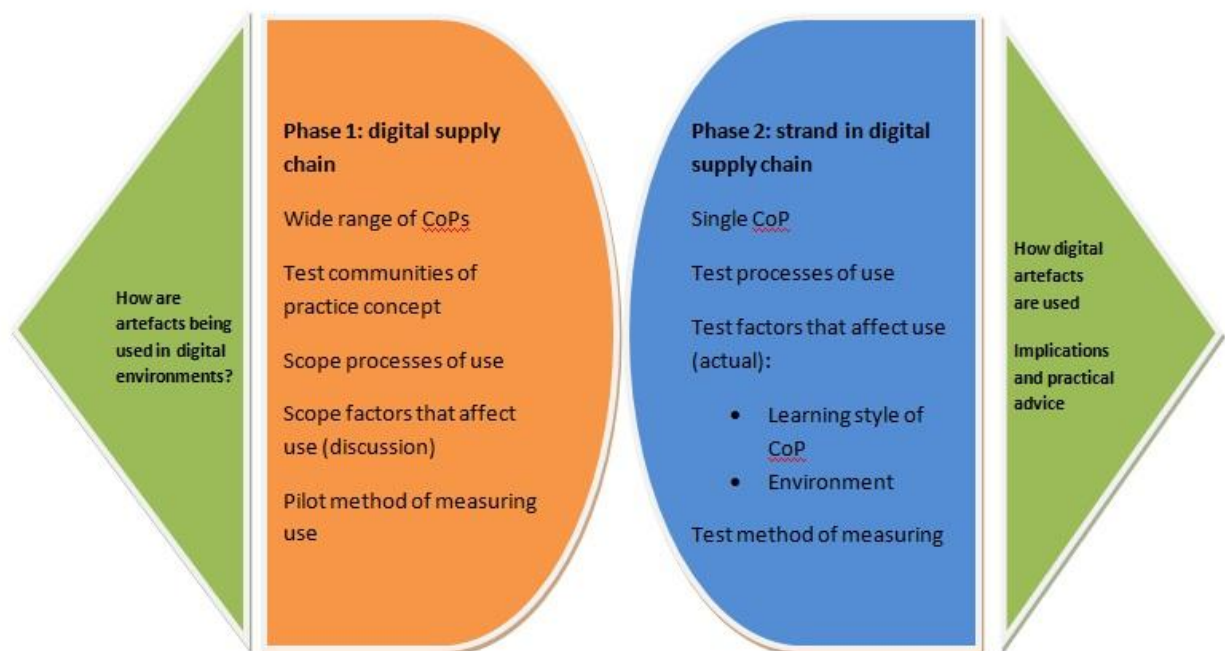 How are
artefacts being
used in digital
environments?
Phase 1: digital supply
chain
Wide range of CoPs
Test communities of
practice concept
Scope processes of use
Scope factors that affect
use (discussion)
Pilot method of measuring
use
Phase 2: strand in digital
supply chain
Single CoP
Test processes of use
Test factors that affect use
(actual):
• Learning style of
CoP
• Environment
Test method of measuring
How digital
artefacts
are used
Implications
and practical
advice